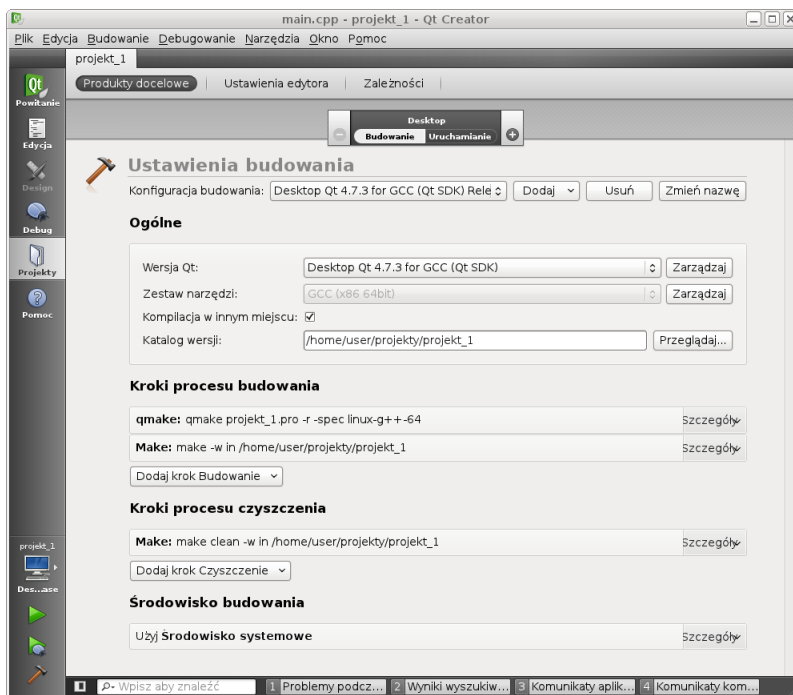 main.cpp - projekt_1 - Qt Creator
Plik Edycja Budowanie Debugowanie Narzędzia Okno Pomoc
projekt_1
Produkty docelowe Ustawienia edytora Zależności
Qt
Powitanie
Edycja
Design
Debug
Projekty
Pomoc
Desktop
Budowanie Uruchamianie
Ustawienia budowania
Konfiguracja budowania: Desktop Qt 4.7.3 for GCC (Qt SDK) Rele Dodaj Usuń Zmień nazwę
Ogólne
Wersja Qt: Desktop Qt 4.7.3 for GCC (Qt SDK) Zarządzaj
Zestaw narzędzi: GCC (x86 64bit) Zarządzaj
Kompilacja w innym miejscu:
Katalog wersji: /home/user/projekty/projekt_1 Przeglądaj...
Kroki procesu budowania
qmake: qmake projekt_1.pro -r -spec linux-g++-64 Szczegóły
Make: make -w in /home/user/projekty/projekt_1 Szczegóły
Dodaj krok Budowanie
Kroki procesu czyszczenia
Make: make clean -w in /home/user/projekty/projekt_1 Szczegóły
Dodaj krok Czyszczenie
Środowisko budowania
Użyj Środowisko systemowe Szczegóły
projekt_1
Des...ase
Wpisz aby znaleźć 1 Problemy podcz... 2 Wyniki wyszukiw... 3 Komunikaty aplik... 4 Komunikaty kom...